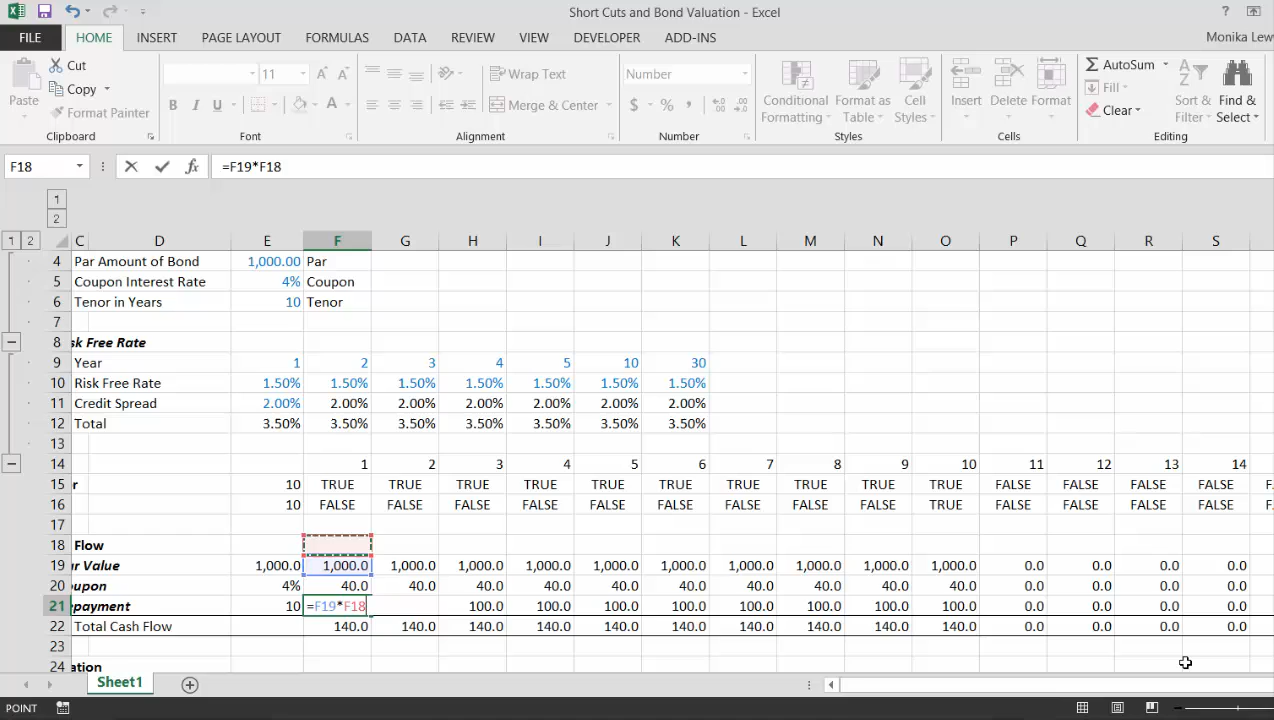 Short Cuts and Bond Valuation - Excel
?
FILE HOME INSERT PAGE LAYOUT FORMULAS DATA REVIEW VIEW DEVELOPER ADD-INS Monika Lew
Paste
Cut
Copy
Format Painter
11 A A
B I U A
Wrap Text
Merge & Center
Number
$ % ,
Conditional Formatting
Format as Table
Cell Styles
Insert Delete Format
AutoSum
Fill
Clear
Sort & Filter
Find & Select
Clipboard Font Alignment Number Styles Cells Editing
F18 fx =F19*F18
1
2
1 2 C D E F G H I J K L M N O P Q R S
4 Par Amount of Bond 1,000.00 Par
5 Coupon Interest Rate 4% Coupon
6 Tenor in Years 10 Tenor
7
8 sk Free Rate
9 Year 1 2 3 4 5 10 30
10 Risk Free Rate 1.50% 1.50% 1.50% 1.50% 1.50% 1.50% 1.50%
11 Credit Spread 2.00% 2.00% 2.00% 2.00% 2.00% 2.00% 2.00%
12 Total 3.50% 3.50% 3.50% 3.50% 3.50% 3.50% 3.50%
13
14 1 2 3 4 5 6 7 8 9 10 11 12 13 14
15 r 10 TRUE TRUE TRUE TRUE TRUE TRUE TRUE TRUE TRUE TRUE FALSE FALSE FALSE FALSE F
16 10 FALSE FALSE FALSE FALSE FALSE FALSE FALSE FALSE FALSE TRUE FALSE FALSE FALSE FALSE F
17
18 Flow
19 ar Value 1,000.0 1,000.0 1,000.0 1,000.0 1,000.0 1,000.0 1,000.0 1,000.0 1,000.0 1,000.0 1,000.0 0.0 0.0 0.0 0.0
20 oupon 4% 40.0 40.0 40.0 40.0 40.0 40.0 40.0 40.0 40.0 40.0 0.0 0.0 0.0 0.0
21 epayment 10 =F19*F18 100.0 100.0 100.0 100.0 100.0 100.0 100.0 100.0 0.0 0.0 0.0 0.0
22 Total Cash Flow 140.0 140.0 140.0 140.0 140.0 140.0 140.0 140.0 140.0 140.0 0.0 0.0 0.0 0.0
23
24 ation
Sheet1
POINT